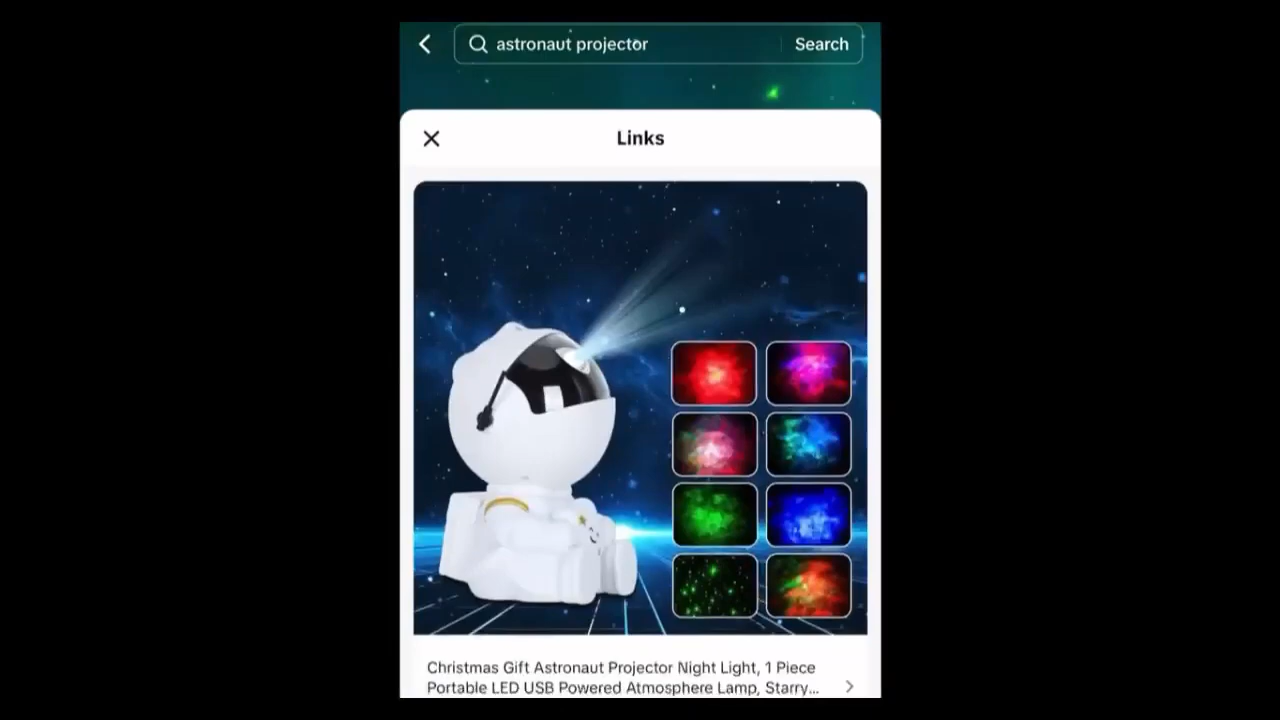 astronaut projector
Search
Links
Christmas Gift Astronaut Projector Night Light, 1 Piece
Portable LED USB Powered Atmosphere Lamp, Starry...